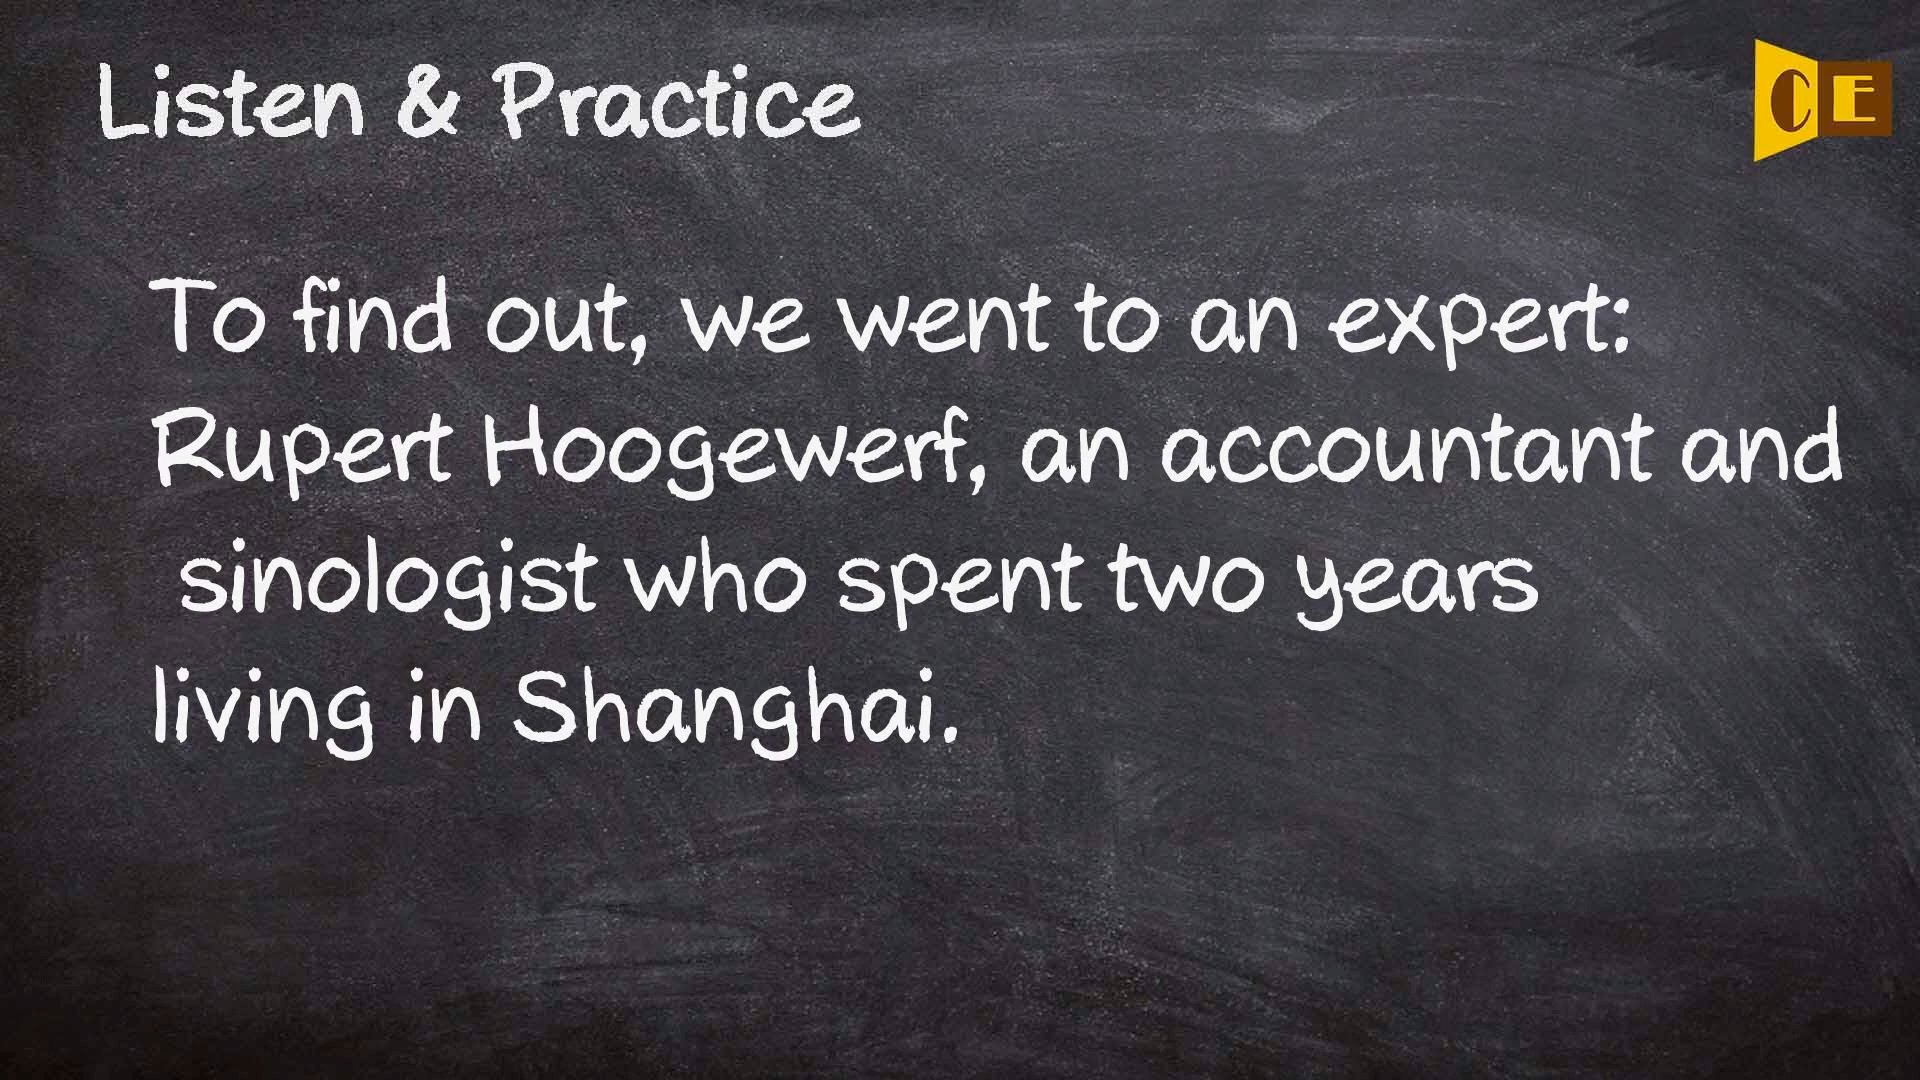 Listen & Practice
CE
To find out, we went to an expert:
Rupert Hoogewerf, an accountant and
sinologist who spent two years
living in Shanghai.